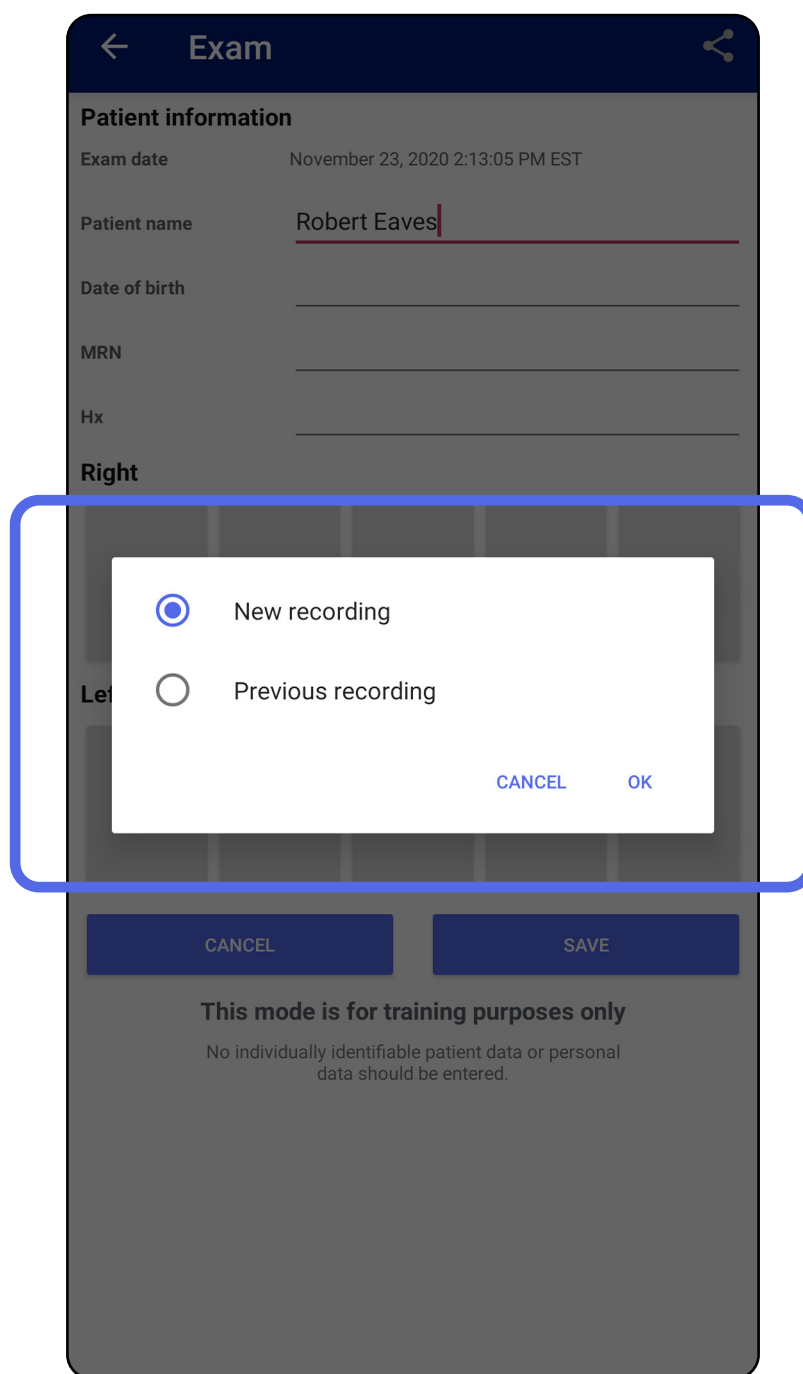 Exam
Patient information
Exam date November 23, 2020 2:13:05 PM EST
Patient name Robert Eaves
Date of birth
MRN
Hx
Right
New recording
Lef
Previous recording
CANCEL OK
CANCEL SAVE
This mode is for training purposes only
No individually identifiable patient data or personal
data should be entered.